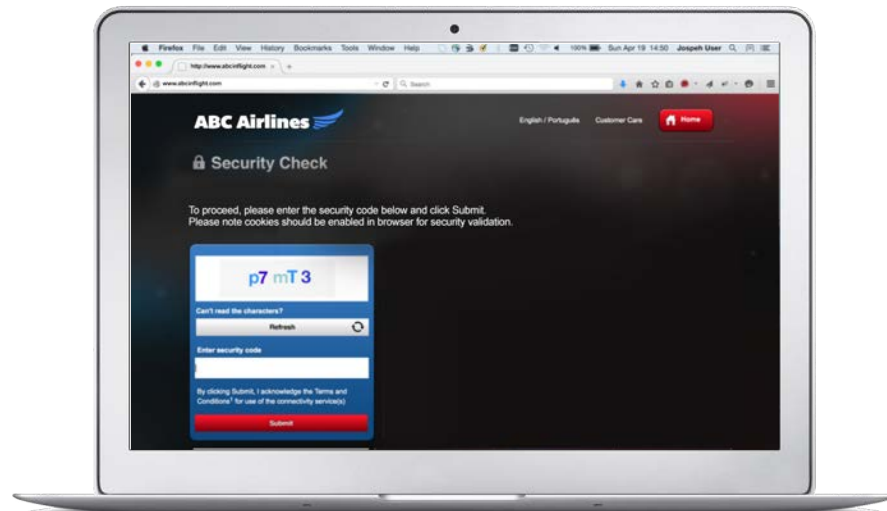 Firefox File Edit View History Bookmarks Tools Window Help 100% Sun Apr 19 14:50 Jospeh User
http://www.abcinflight.com
www.abcinflight.com Search
ABC Airlines English / Português Customer Care Home
Security Check
To proceed, please enter the security code below and click Submit.
Please note cookies should be enabled in browser for security validation.
p7 mT 3
Can't read the characters?
Refresh
Enter security code
By clicking Submit, I acknowledge the Terms and
Conditions† for use of the connectivity service(s)
Submit